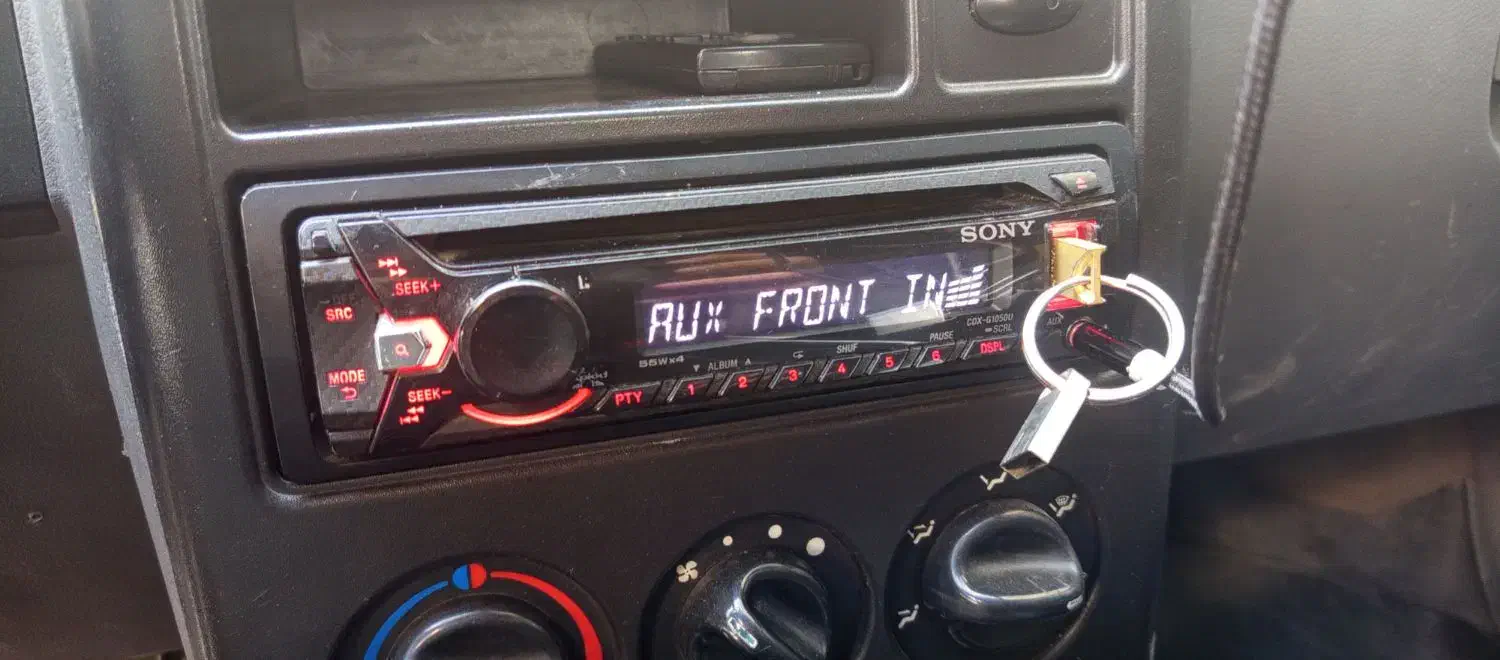 SONY
SEEK+
SRC
AUX FRONT IN
CDX-G1050U
AUX
SCRL
55Wx4
ALBUM
SHUF
PAUSE
MODE
SEEK-
PTY 1 2 3 4 5 6 DSPL